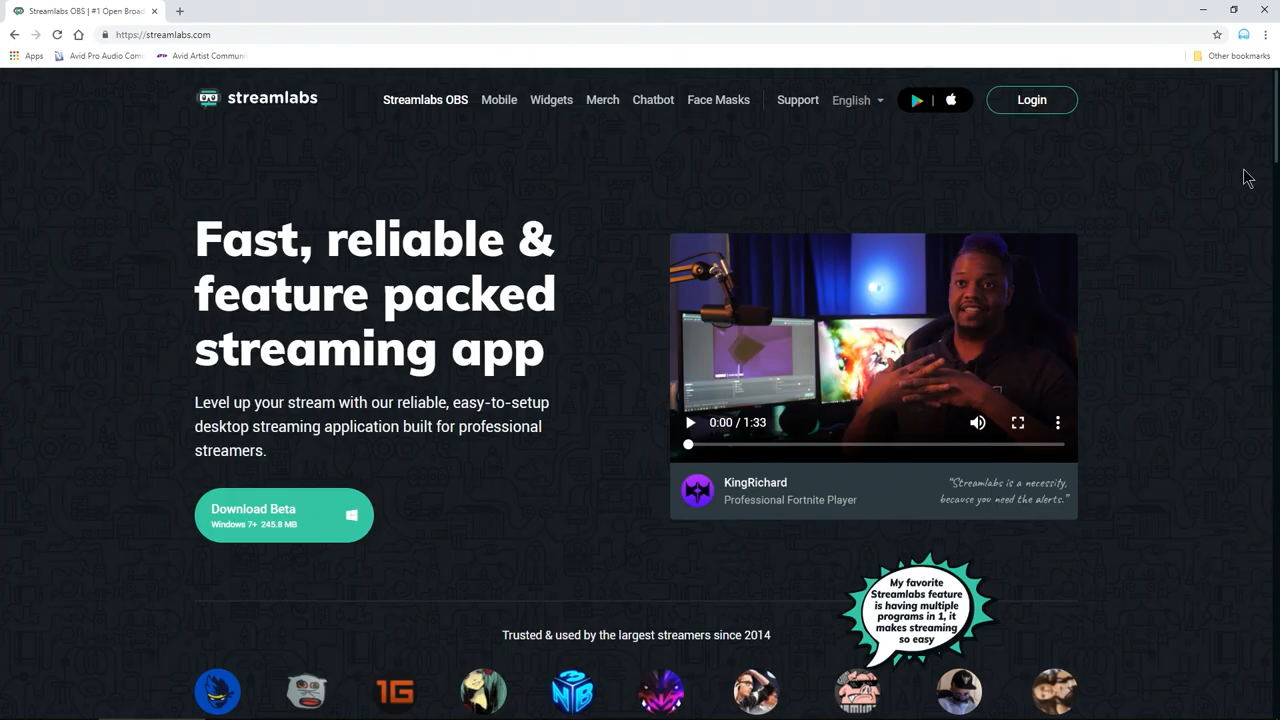 Streamlabs OBS | #1 Open Broad
https://streamlabs.com
Apps
Avid Pro Audio Com
Avid Artist Communi
Other bookmarks
streamlabs
Streamlabs OBS
Mobile
Widgets
Merch
Chatbot
Face Masks
Support
English
Login
Fast, reliable &
feature packed
streaming app
Level up your stream with our reliable, easy-to-setup
desktop streaming application built for professional
streamers.
Download Beta
Windows 7+ 245.8 MB
0:00 / 1:33
KingRichard
Professional Fortnite Player
"Streamlabs is a necessity,
because you need the alerts."
My favorite
Streamlabs feature
is having multiple
programs in 1, it
makes streaming
so easy
Trusted & used by the largest streamers since 2014
1G
NTB